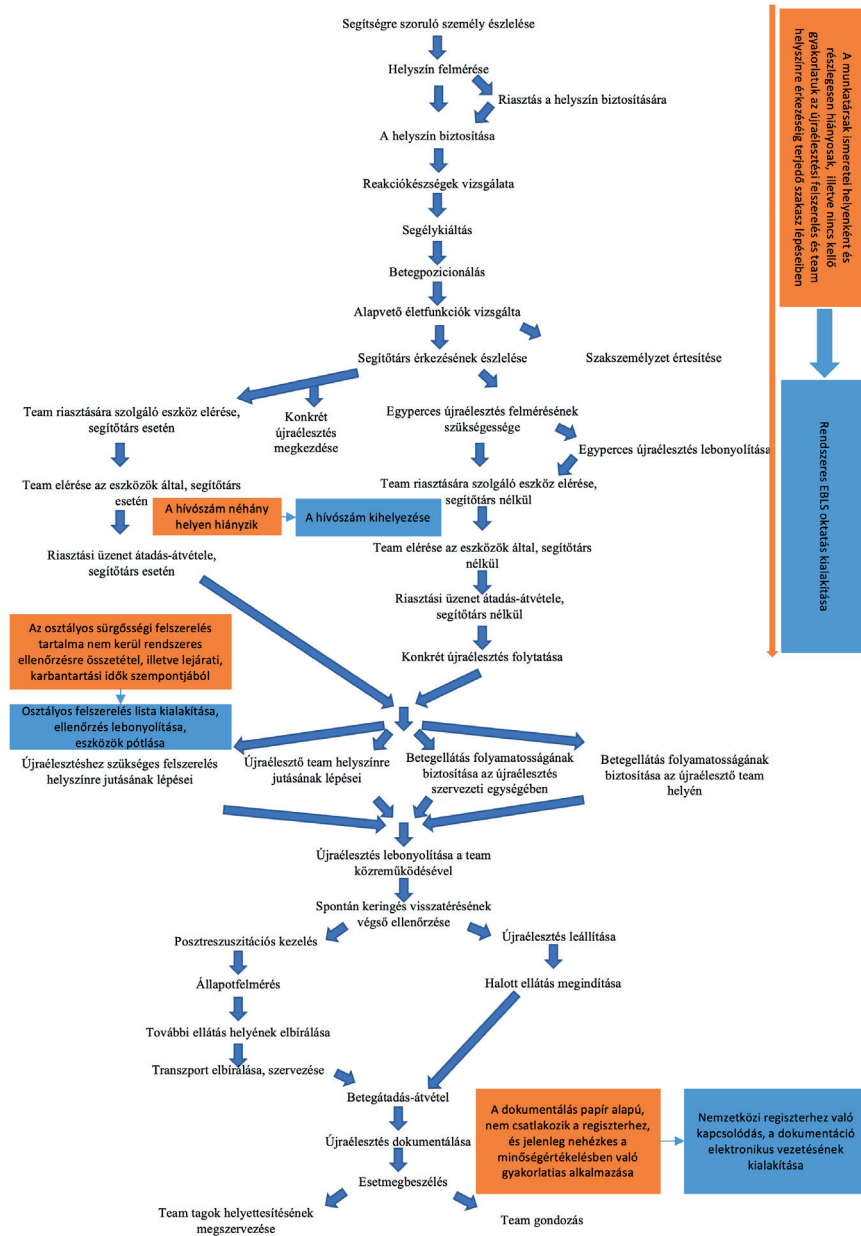 Segítségre szoruló személy észlelése
Helyszín felmérése
Riasztás a helyszín biztosítására
A helyszín biztosítása
Reakciókészségek vizsgálata
Segélykiáltás
Betegpozicionálás
Alapvető életfunkciók vizsgálta
Segítőtárs érkezésének észlelése
Szakszemélyzet értesítése
A munkatársak ismeretei helyenként és
részlegesen hiányosak, illetve nincs kellő
gyakorlatuk az újraélesztési felszerelés és team
helyszínre érkezéséig terjedő szakasz lépéseiben
Rendszeres EBLS oktatás kialakítása
Team riasztására szolgáló eszköz elérése,
segítőtárs esetén
Konkrét
újraélesztés
megkezdése
Egyperces újraélesztés felmérésének
szükségessége
Egyperces újraélesztés lebonyolítása
Team elérése az eszközök által, segítőtárs
esetén
Team riasztására szolgáló eszköz elérése,
segítőtárs nélkül
A hívószám néhány
helyen hiányzik
A hívószám kihelyezése
Riasztási üzenet átadás-átvétele,
segítőtárs esetén
Team elérése az eszközök által, segítőtárs
nélkül
Riasztási üzenet átadás-átvétele,
segítőtárs nélkül
Konkrét újraélesztés folytatása
Az osztályos sürgősségi felszerelés
tartalma nem kerül rendszeres
ellenőrzésre összetétel, illetve lejárati,
karbantartási idők szempontjából
Osztályos felszerelés lista kialakítása,
ellenőrzés lebonyolítása,
eszközök pótlása
Újraélesztéshez szükséges felszerelés
helyszínre jutásának lépései
Újraélesztő team helyszínre
jutásának lépései
Betegellátás folyamatosságának
biztosítása az újraélesztés
szervezeti egységében
Betegellátás folyamatosságának
biztosítása az újraélesztő team
helyén
Újraélesztés lebonyolítása a team
közreműködésével
Spontán keringés visszatérésének
végső ellenőrzése
Posztreszuszitációs kezelés
Újraélesztés leállítása
Állapotfelmérés
Halott ellátás megindítása
További ellátás helyének elbírálása
Transzport elbírálása, szervezése
Betegátadás-átvétel
Újraélesztés dokumentálása
Esetmegbeszélés
A dokumentálás papír alapú,
nem csatlakozik a regiszterhez,
és jelenleg nehézkes a
minőségértékelésben való
gyakorlatias alkalmazása
Nemzetközi regiszterhez való
kapcsolódás, a dokumentáció
elektronikus vezetésének
kialakítása
Team tagok helyettesítésének
megszervezése
Team gondozás